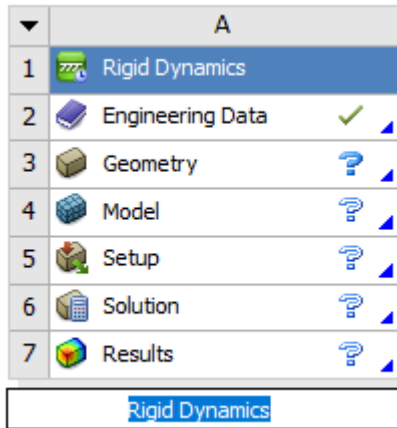 A
1 Rigid Dynamics
2 Engineering Data
3 Geometry
4 Model
5 Setup
6 Solution
7 Results
Rigid Dynamics